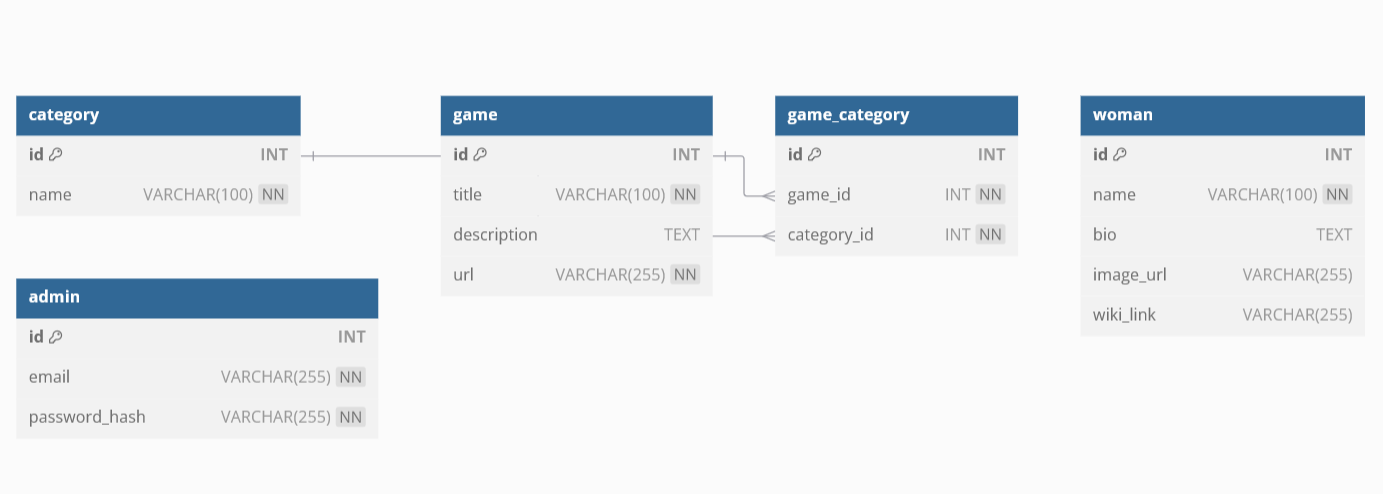 category
id INT
name VARCHAR(100) NN
admin
id INT
email VARCHAR(255) NN
password_hash VARCHAR(255) NN
game
id INT
title VARCHAR(100) NN
description TEXT
url VARCHAR(255) NN
game_category
id INT
game_id INT NN
category_id INT NN
woman
id INT
name VARCHAR(100) NN
bio TEXT
image_url VARCHAR(255)
wiki_link VARCHAR(255)